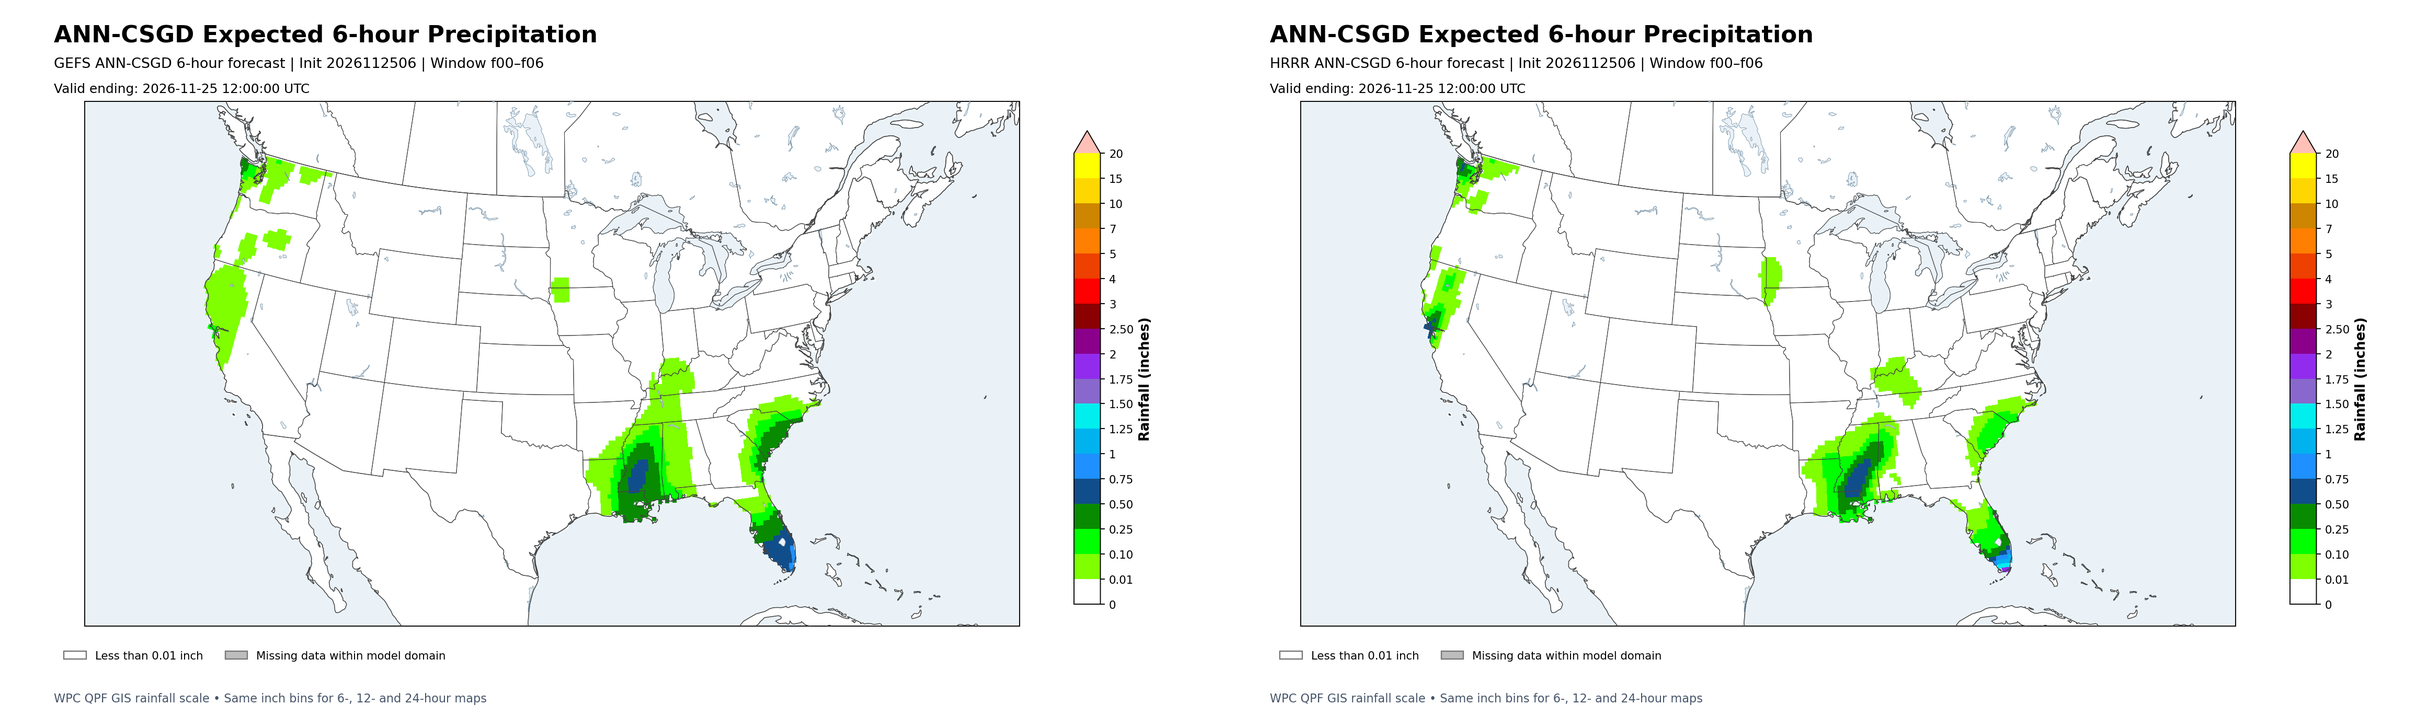 ANN-CSGD Expected 6-hour Precipitation
GEFS ANN-CSGD 6-hour forecast | Init 2026112506 | Window f00–f06
Valid ending: 2026-11-25 12:00:00 UTC
20
15
10
7
5
4
3
2.50
2
1.75
1.50
1.25
1
0.75
0.50
0.25
0.10
0.01
0
Rainfall (inches)
Less than 0.01 inch
Missing data within model domain
WPC QPF GIS rainfall scale • Same inch bins for 6-, 12- and 24-hour maps
ANN-CSGD Expected 6-hour Precipitation
HRRR ANN-CSGD 6-hour forecast | Init 2026112506 | Window f00–f06
Valid ending: 2026-11-25 12:00:00 UTC
20
15
10
7
5
4
3
2.50
2
1.75
1.50
1.25
1
0.75
0.50
0.25
0.10
0.01
0
Rainfall (inches)
Less than 0.01 inch
Missing data within model domain
WPC QPF GIS rainfall scale • Same inch bins for 6-, 12- and 24-hour maps